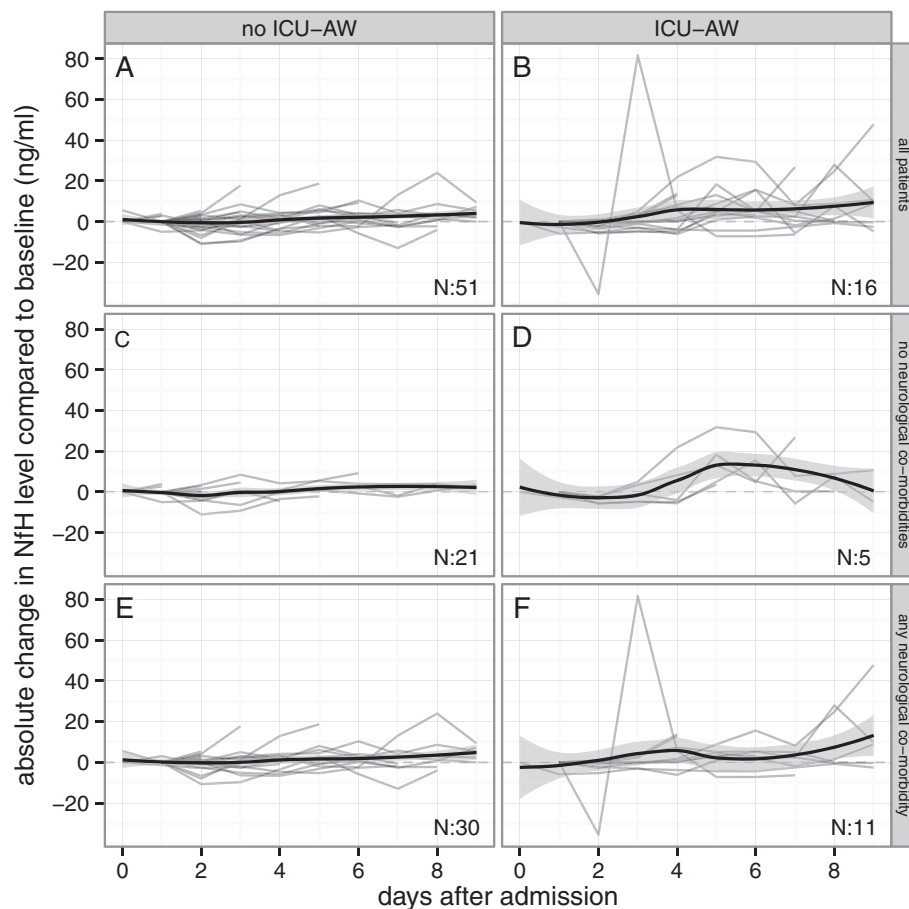 no ICU−AW ICU−AW
absolute change in NfH level compared to baseline (ng/ml)
80
60
40
20
0
−20
A
N:51
B
N:16
all patients
80
60
40
20
0
−20
C
N:21
D
N:5
no neurological co−morbidities
80
60
40
20
0
−20
E
N:30
F
N:11
any neurological co−morbidity
0 2 4 6 8 0 2 4 6 8
days after admission